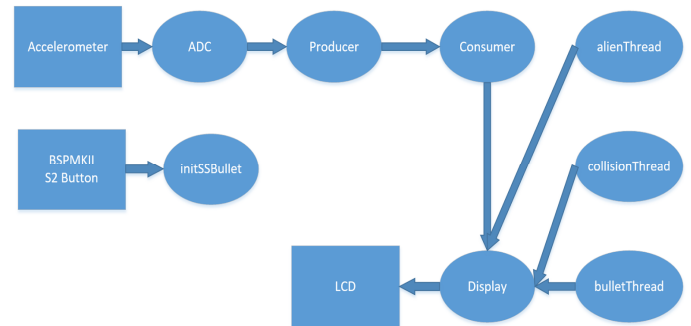 Accelerometer
ADC
Producer
Consumer
alienThread
BSPMKII
S2 Button
initSSBullet
collisionThread
LCD
Display
bulletThread